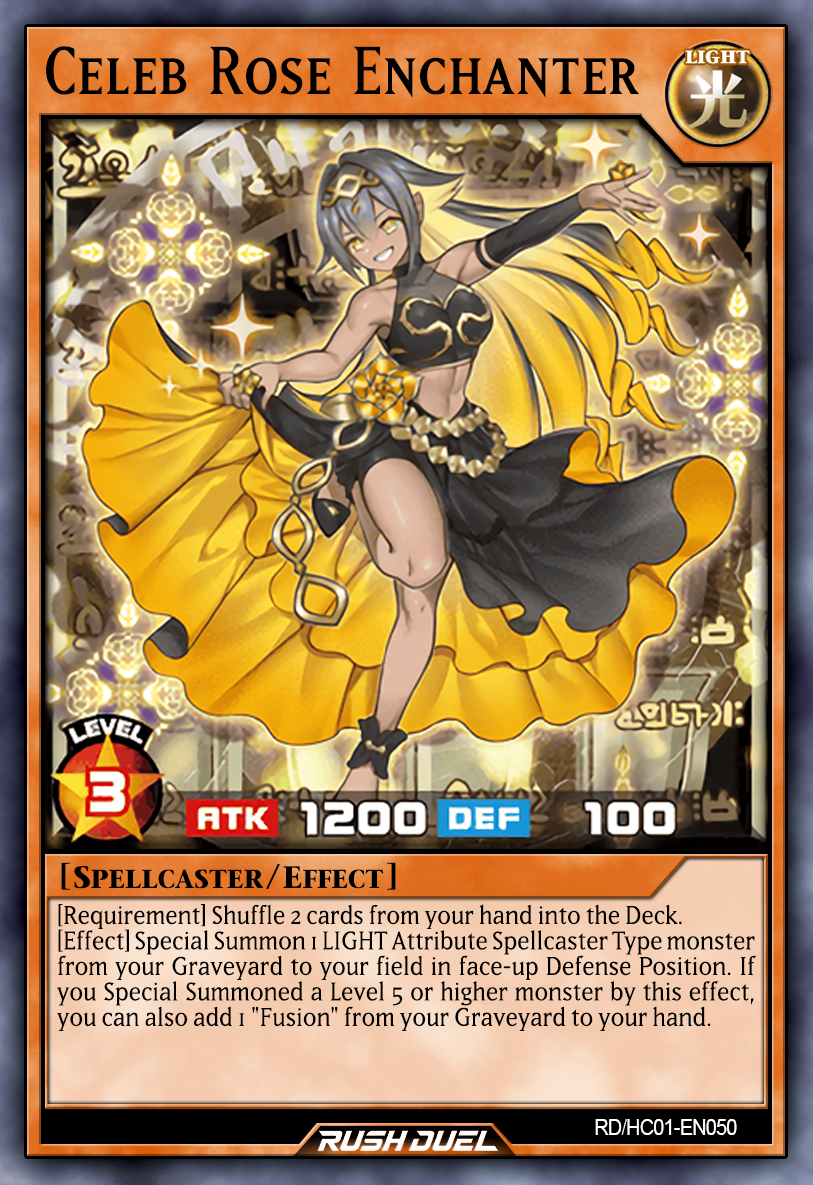 Celeb Rose Enchanter
LIGHT
光
LEVEL
3
ATK 1200 DEF 100
[Spellcaster/Effect]
[Requirement] Shuffle 2 cards from your hand into the Deck.
[Effect] Special Summon 1 LIGHT Attribute Spellcaster Type monster
from your Graveyard to your field in face-up Defense Position. If
you Special Summoned a Level 5 or higher monster by this effect,
you can also add 1 "Fusion" from your Graveyard to your hand.
RD/HC01-EN050
RUSH DUEL